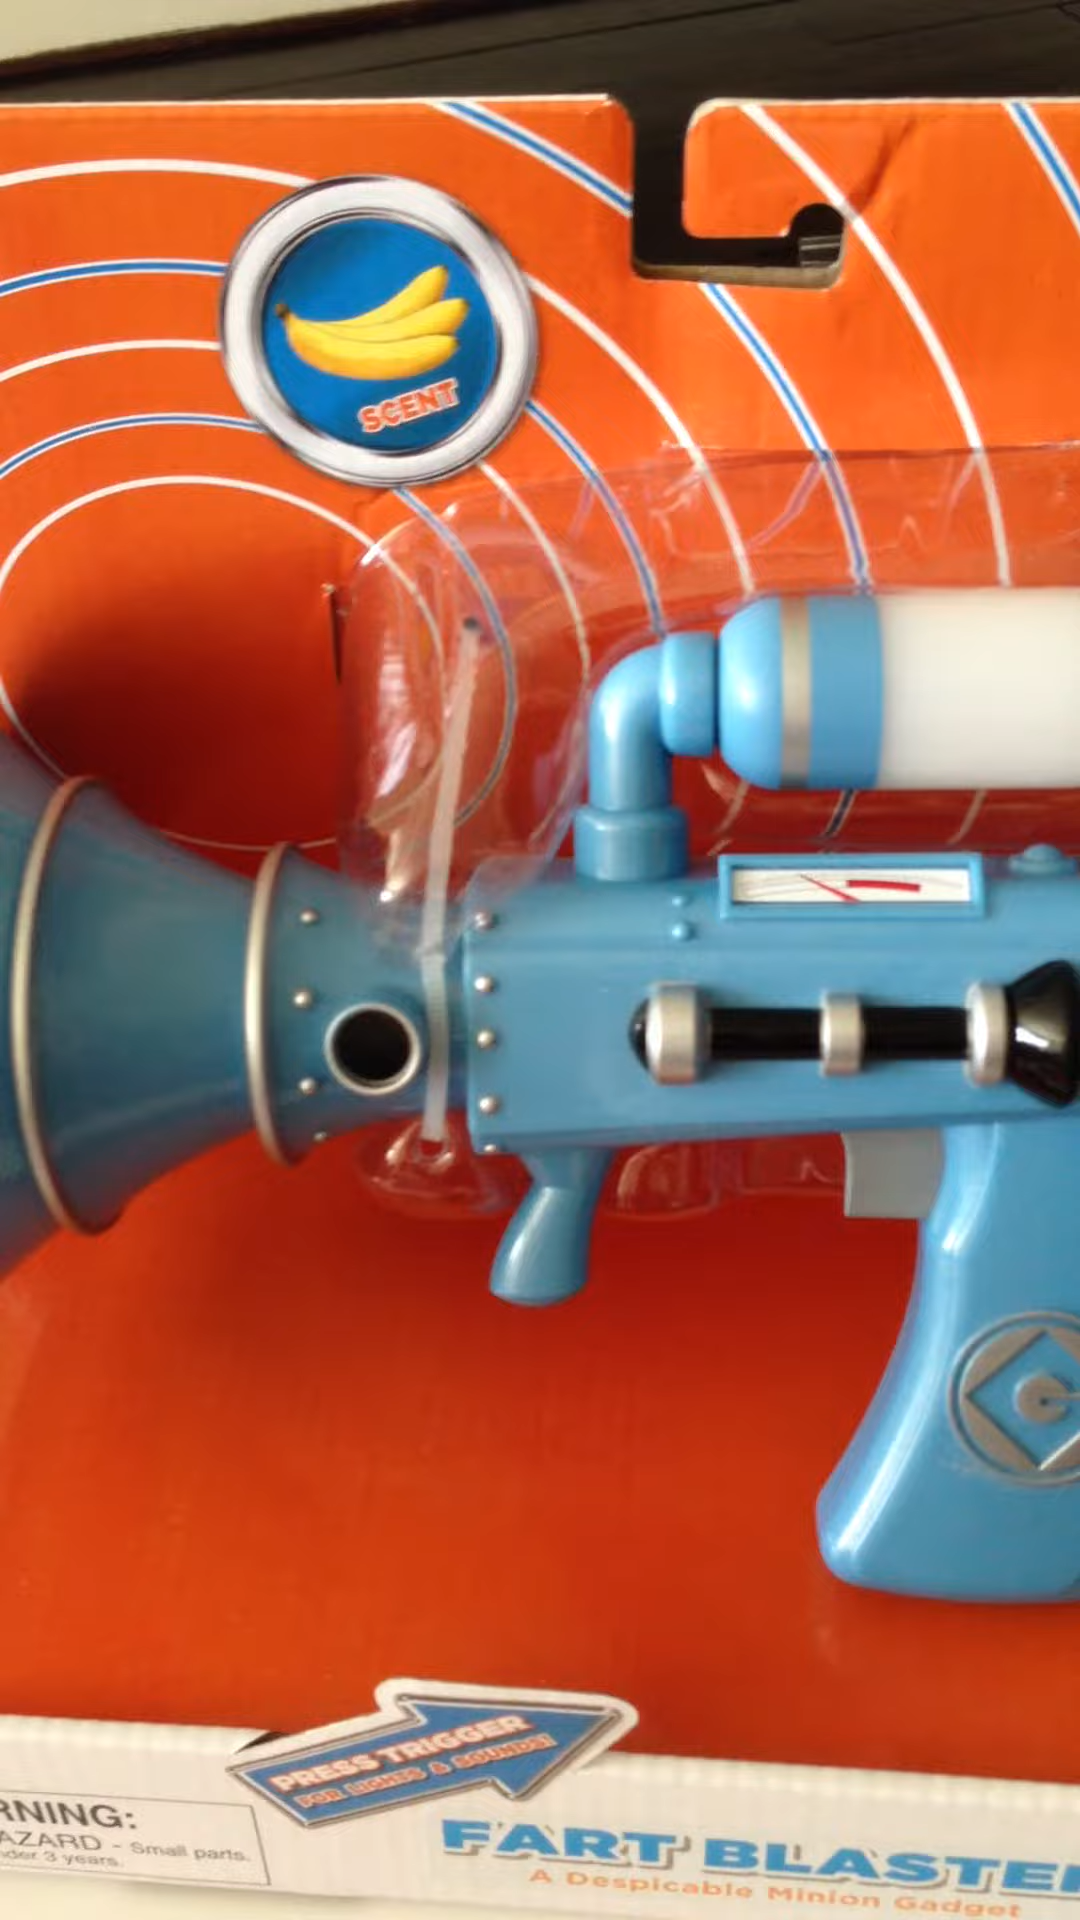 SCENT
PRESS TRIGGER
FOR LIGHTS & SOUNDS!
RNING:
AZARD - Small parts.
nder 3 years.
FART BLASTE
A Despicable Minion Gadget